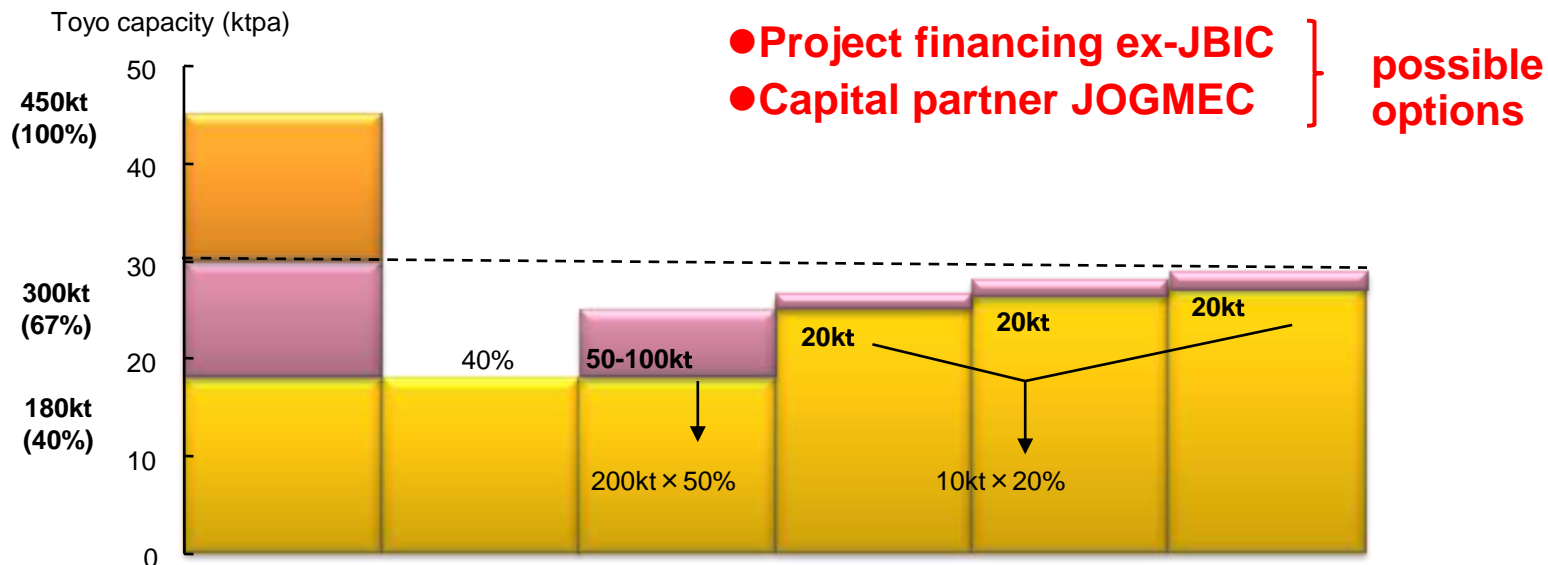 Toyo capacity (ktpa)
●Project financing ex-JBIC
●Capital partner JOGMEC
possible
options
50
450kt
(100%)
40
30
300kt
(67%)
20
40%
50-100kt
20kt
20kt
20kt
180kt
(40%)
10
200kt×50%
10kt×20%
0